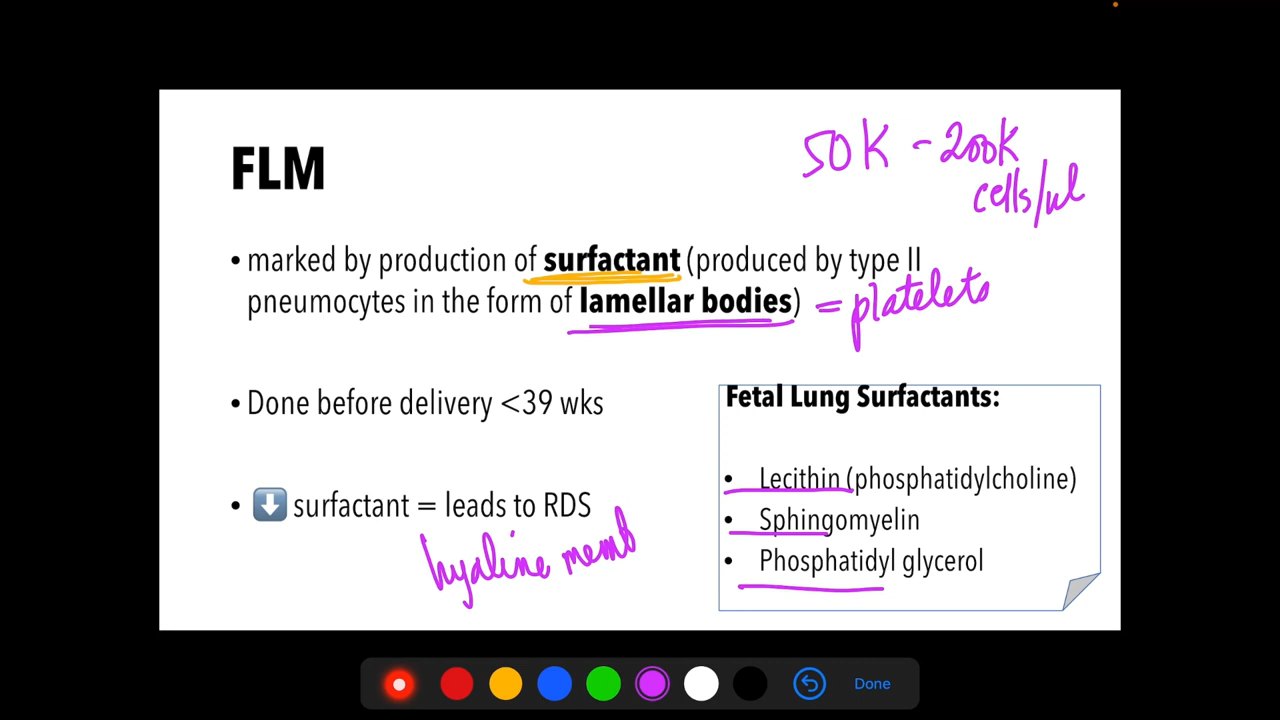 FLM
50K - 200K
cells/ul
• marked by production of surfactant (produced by type II
pneumocytes in the form of lamellar bodies) = platelets
• Done before delivery <39 wks
• ⬇️ surfactant = leads to RDS
hyaline memb
Fetal Lung Surfactants:
• Lecithin (phosphatidylcholine)
• Sphingomyelin
• Phosphatidyl glycerol
Done